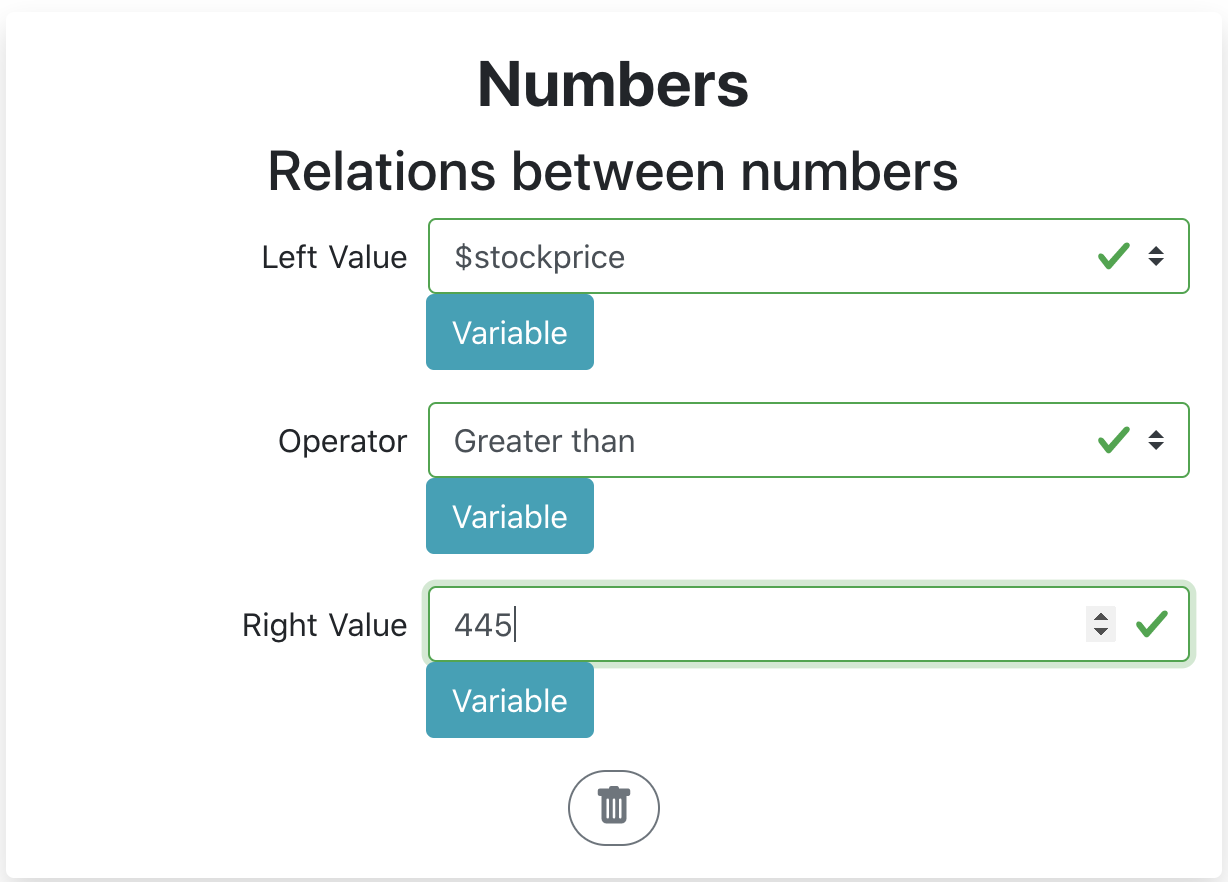 Numbers
Relations between numbers
Left Value $stockprice
Variable
Operator Greater than
Variable
Right Value 445
Variable